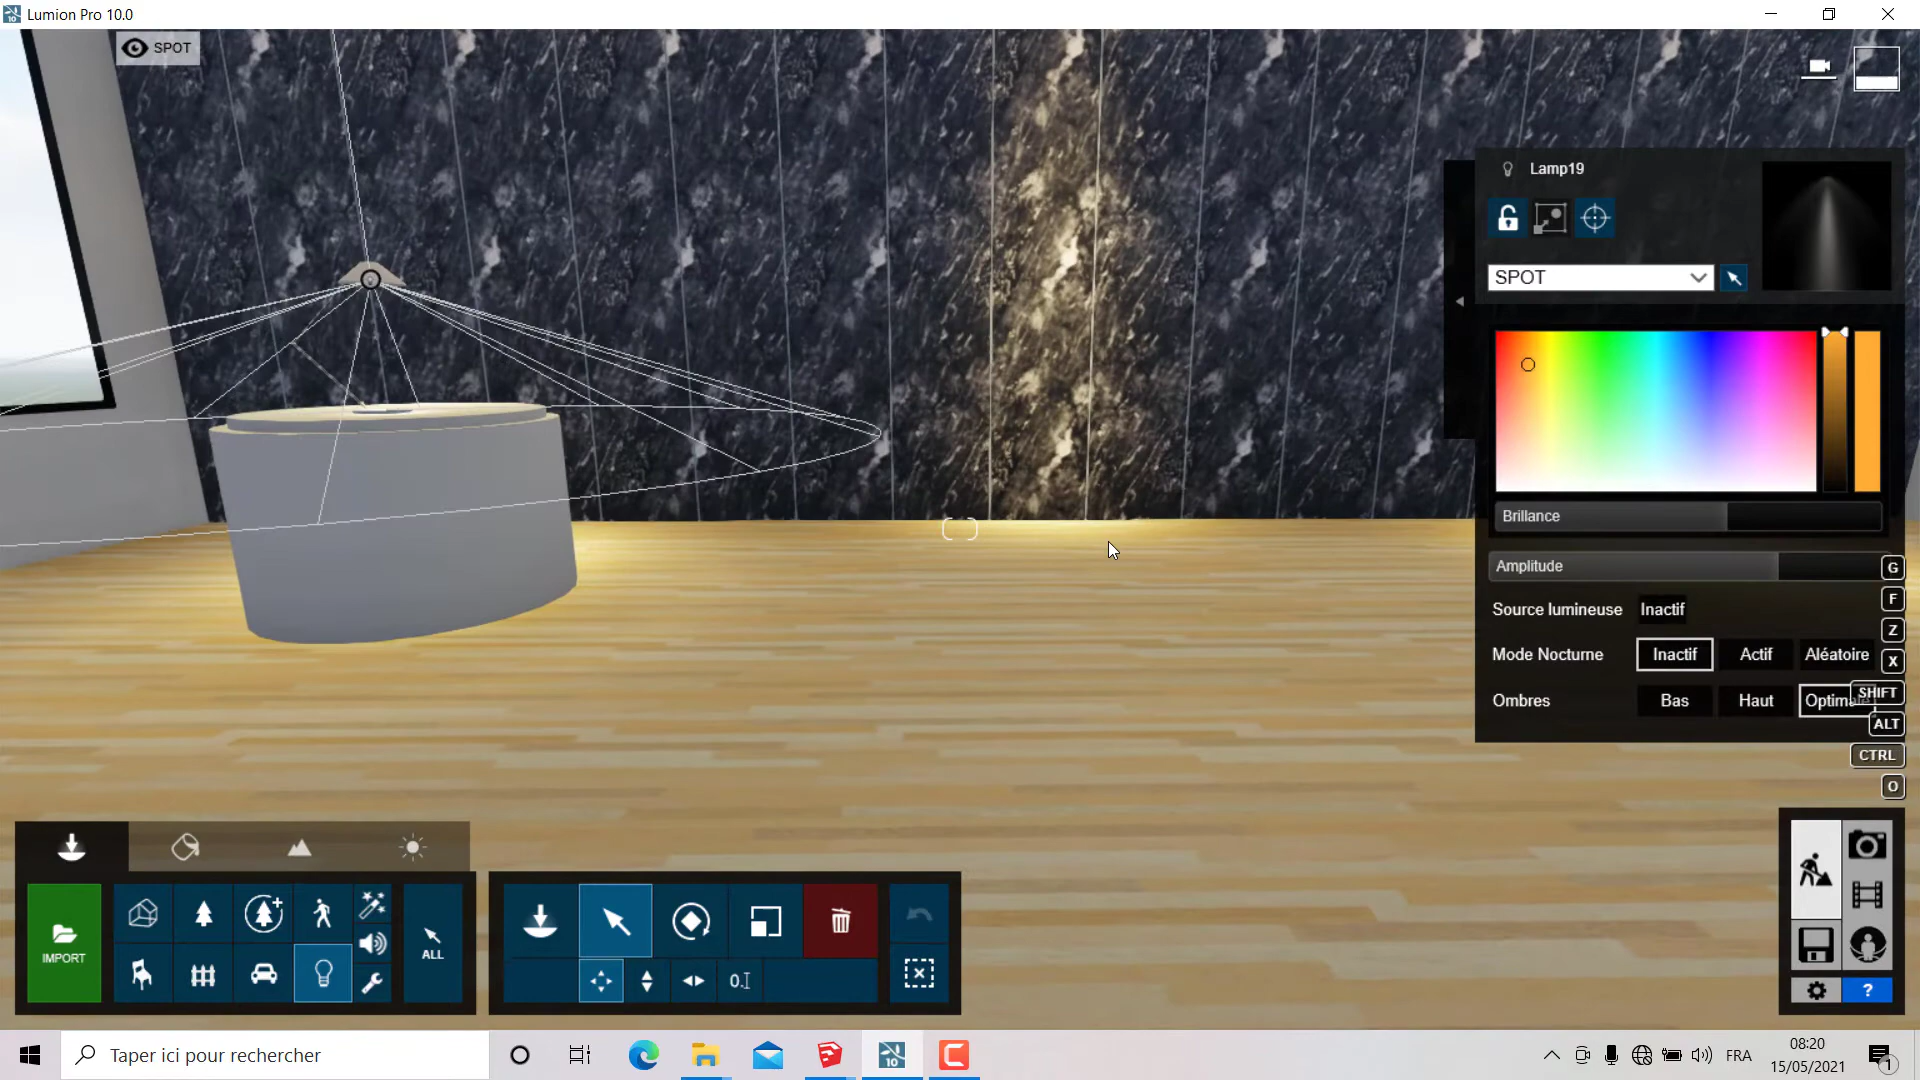 Lumion Pro 10.0
SPOT
Lamp19
SPOT
Brillance
Amplitude
G
Source lumineuse Inactif
F
Z
Mode Nocturne Inactif Actif Aléatoire
X
Ombres Bas Haut
SHIFT
ALT
CTRL
O
IMPORT
ALL
?
Taper ici pour rechercher
10
FRA
08:20
15/05/2021
1